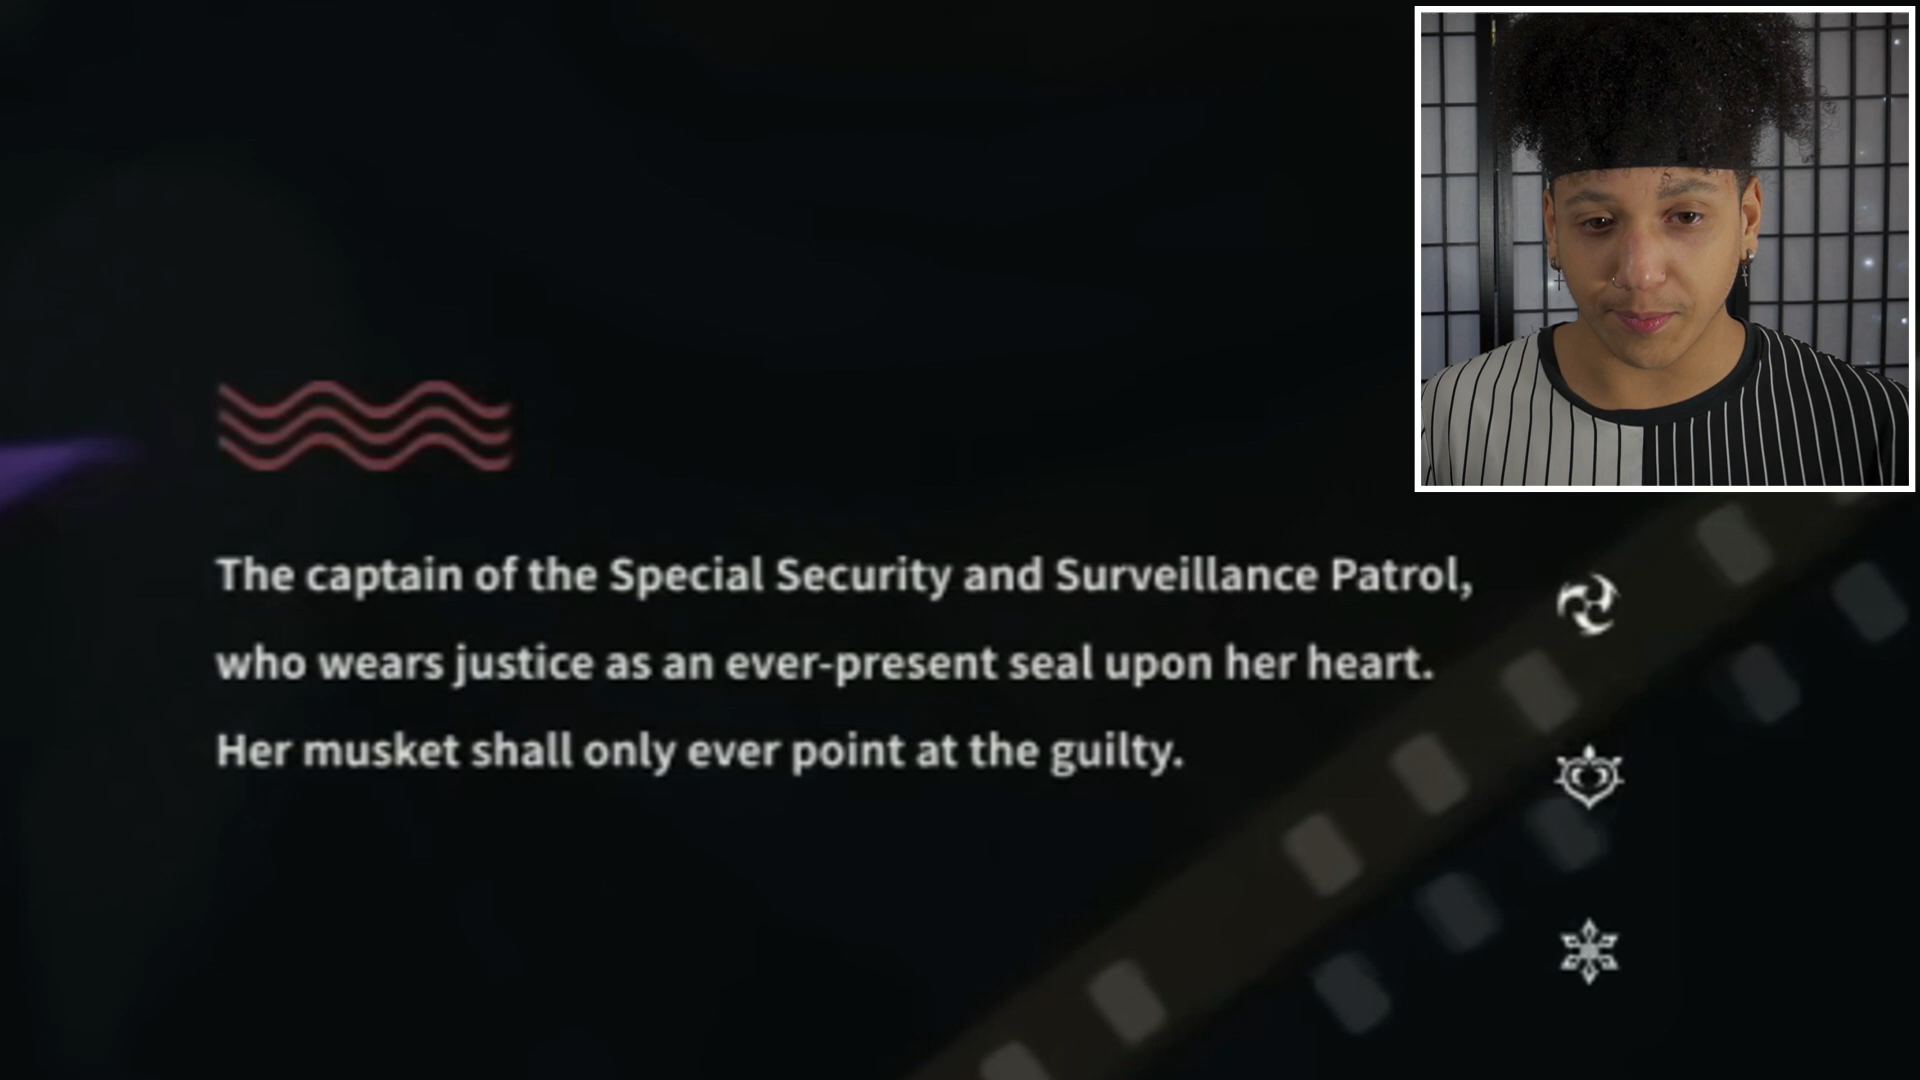 The captain of the Special Security and Surveillance Patrol,
who wears justice as an ever-present seal upon her heart.
Her musket shall only ever point at the guilty.